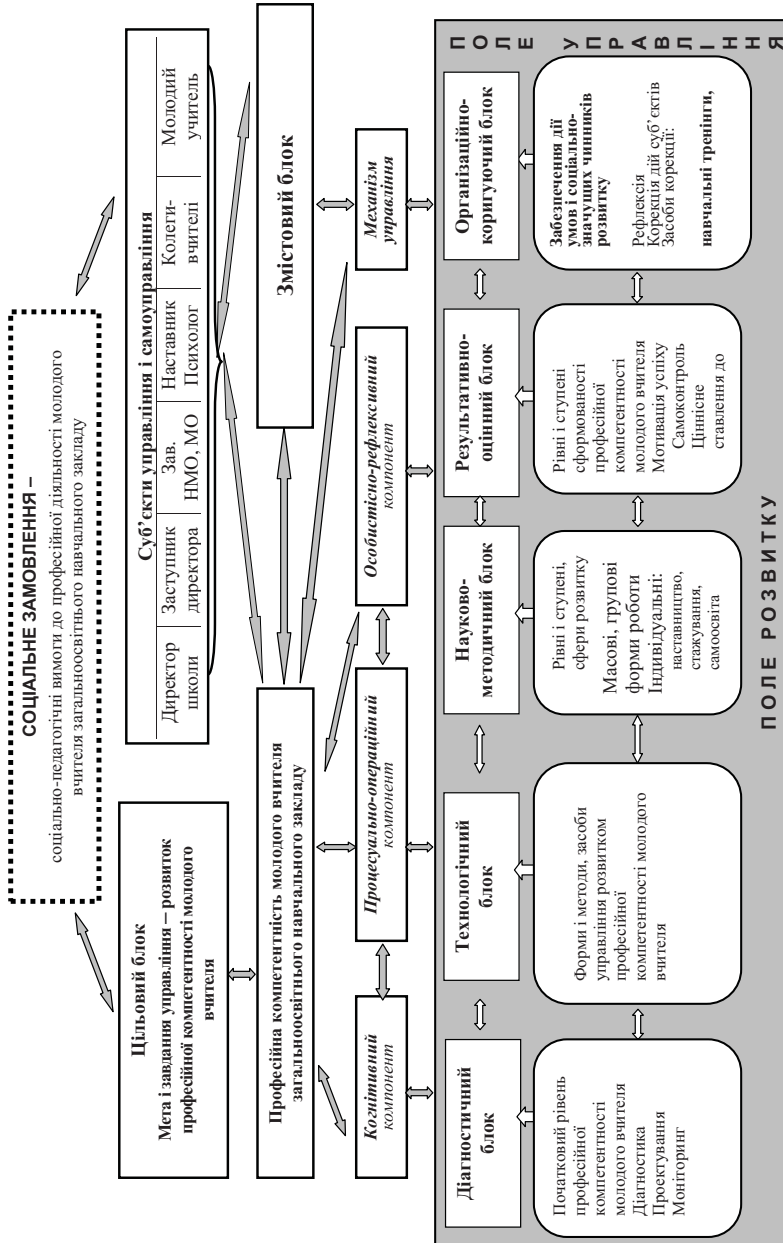 СОЦІАЛЬНЕ ЗАМОВЛЕННЯ –
соціально-педагогічні вимоги до професійної діяльності молодого
вчителя загальноосвітнього навчального закладу
Цільовий блок
Мета і завдання управління – розвиток
професійної компетентності молодого
вчителя
Суб’єкти управління і самоуправління
Директор
школи
Заступник
директора
Зав.
НМО, МО
Наставник
Психолог
Колеги-
вчителі
Молодий
учитель
Професійна компетентність молодого вчителя
загальноосвітнього навчального закладу
Змістовий блок
Когнітивний
компонент
Процесуально-операційний
компонент
Особистісно-рефлексивний
компонент
Механізм
управління
Діагностичний
блок
Технологічний
блок
Науково-
методичний блок
Результативно-
оцінний блок
Організаційно-
коригуючий блок
Початковий рівень
професійної
компетентності
молодого вчителя
Діагностика
Проектування
Моніторинг
Форми і методи, засоби
управління розвитком
професійної
компетентності молодого
вчителя
Рівні і ступені,
сфери розвитку
Масові, групові
форми роботи
Індивідуальні:
наставництво,
стажування,
самоосвіта
Рівні і ступені
сформованості
професійної
компетентності
молодого вчителя
Мотивація успіху
Самоконтроль
Ціннісне
ставлення до
Забезпечення дії
умов і соціально-
значущих чинників
розвитку
Рефлексія
Корекція дій суб’єктів
Засоби корекції:
навчальні тренінги,
ПОЛЕ УПРАВЛІННЯ
ПОЛЕ РОЗВИТКУ